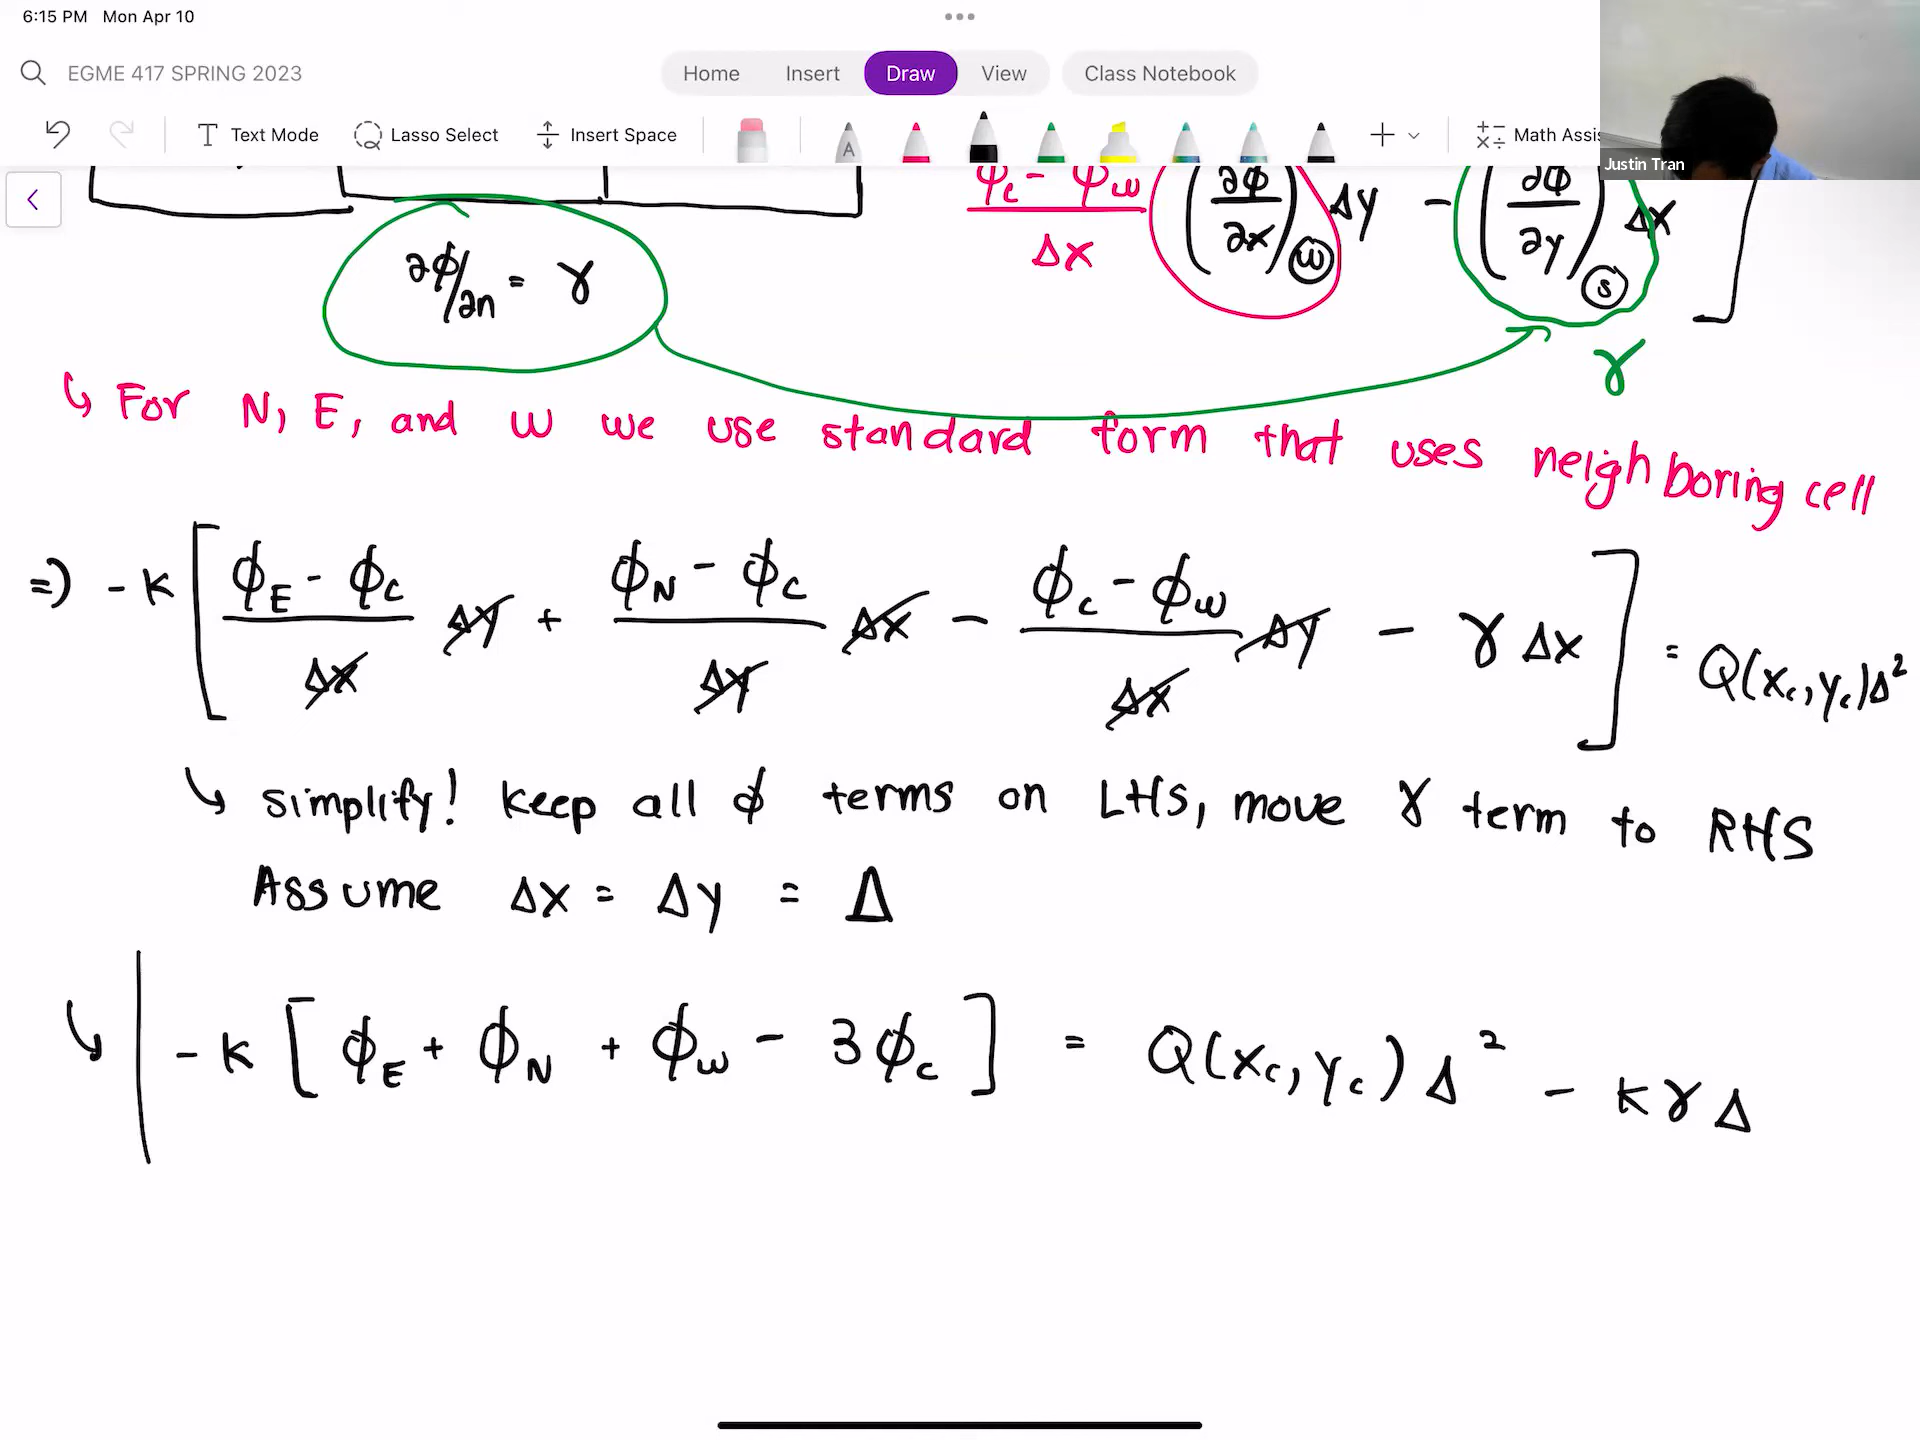 6:15 PM Mon Apr 10
EGME 417 SPRING 2023
Home Insert Draw View Class Notebook
Text Mode Lasso Select Insert Space Math Assis
Justin Tran
φc - φw / Δx (∂φ/∂x)w Δy - (∂φ/∂y)s Δx ]
∂φ/∂n = γ
γ
↳ For N, E, and W we use standard form that uses neighboring cell
=) -k [ (φE - φc)/Δx Δy + (φN - φc)/Δy Δx - (φc - φw)/Δx Δy - γ Δx ] = Q(xc, yc)Δ²
↳ simplify! keep all φ terms on LHS, move γ term to RHS
Assume Δx = Δy = Δ
↳ -k [ φE + φN + φw - 3φc ] = Q(xc, yc) Δ² - kγΔ